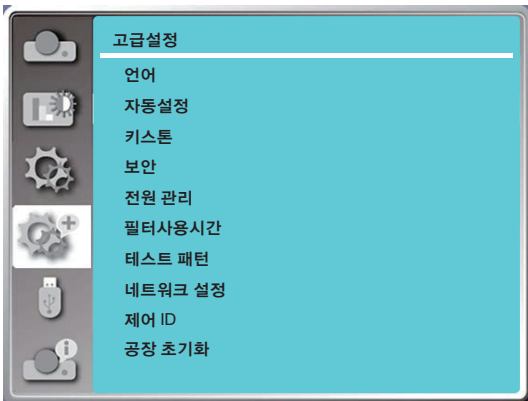 고급설정
언어
자동설정
키스톤
보안
전원 관리
필터사용시간
테스트 패턴
네트워크 설정
제어 ID
공장 초기화